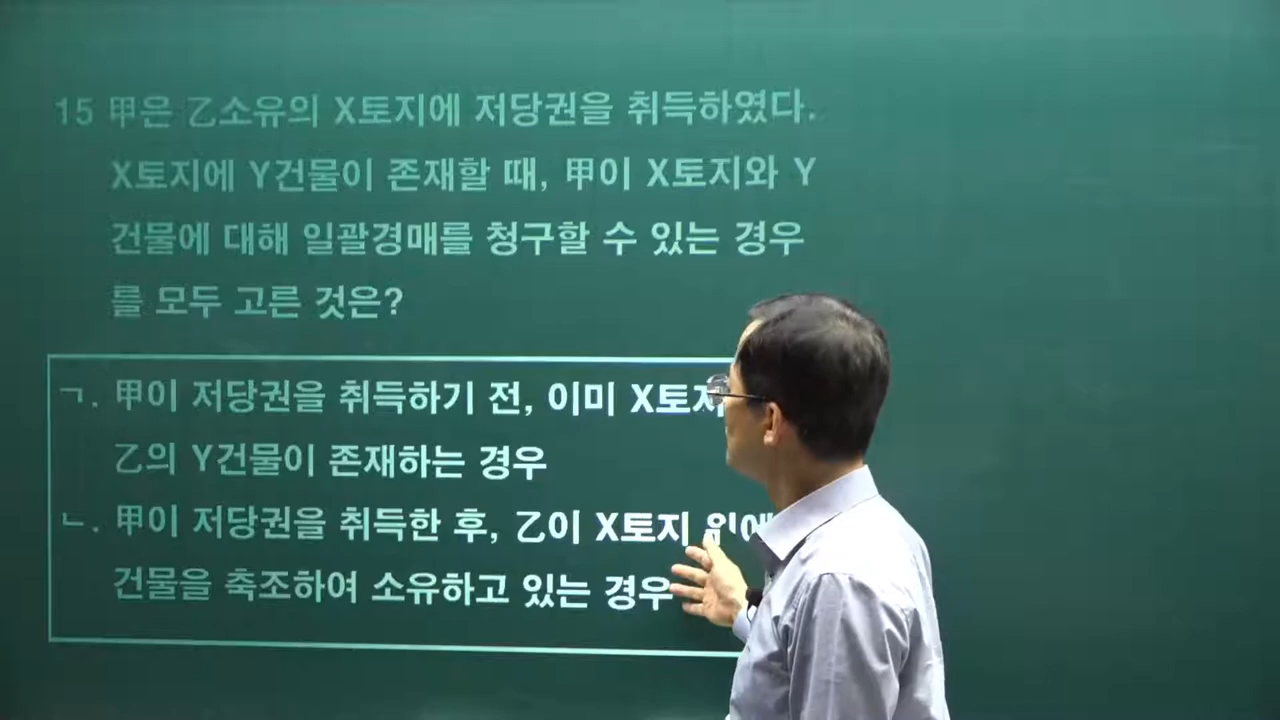 15 甲은 乙소유의 X토지에 저당권을 취득하였다.
X토지에 Y건물이 존재할 때, 甲이 X토지와 Y
건물에 대해 일괄경매를 청구할 수 있는 경우
를 모두 고른 것은?
ㄱ. 甲이 저당권을 취득하기 전, 이미 X토지
乙의 Y건물이 존재하는 경우
ㄴ. 甲이 저당권을 취득한 후, 乙이 X토지 위에
건물을 축조하여 소유하고 있는 경우